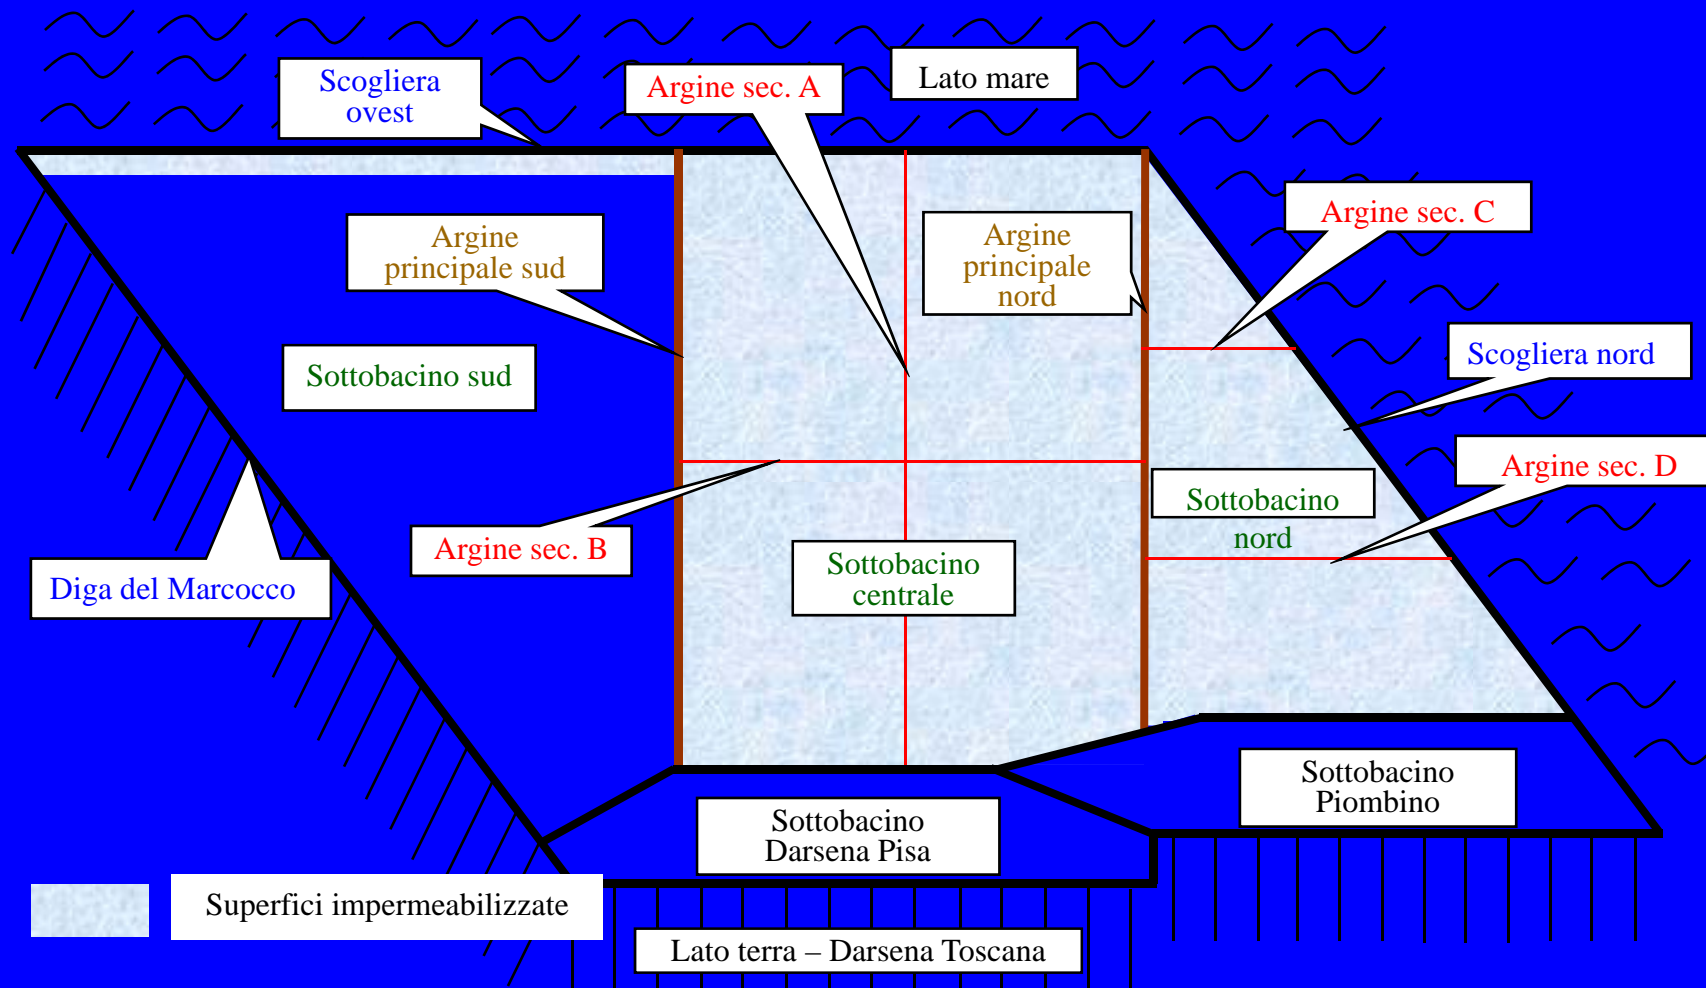 Scogliera
ovest
Argine sec. A
Lato mare
Argine
principale sud
Argine
principale
nord
Argine sec. C
Sottobacino sud
Scogliera nord
Argine sec. D
Sottobacino
nord
Argine sec. B
Sottobacino
centrale
Diga del Marcocco
Sottobacino
Piombino
Sottobacino
Darsena Pisa
Superfici impermeabilizzate
Lato terra – Darsena Toscana